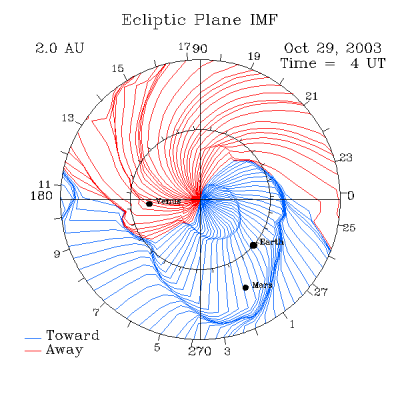 Ecliptic Plane IMF
2.0 AU
Oct 29, 2003
Time = 4 UT
17
90
19
15
21
13
23
11
180
0
Venus
25
Earth
9
Mars
27
7
1
5
270
3
Toward
Away